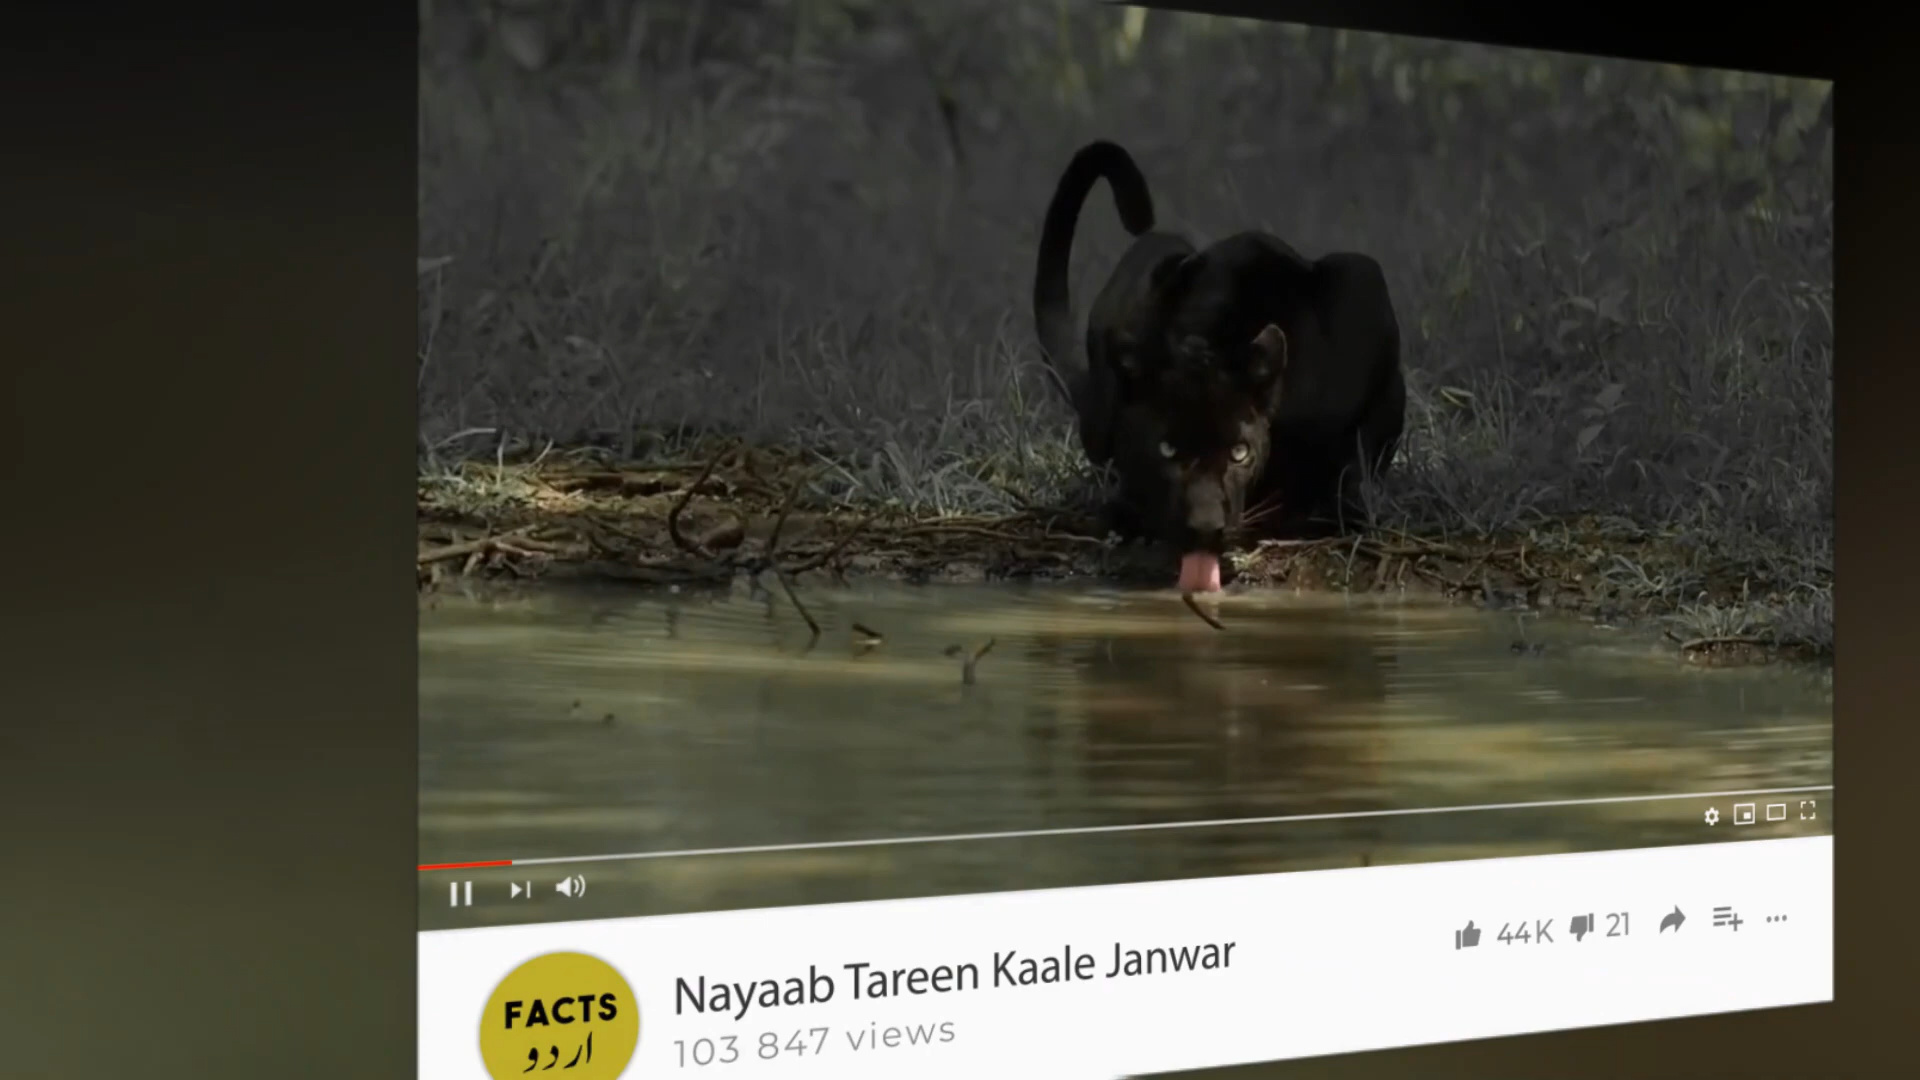 44K 21
Nayaab Tareen Kaale Janwar
103 847 views
FACTS
اردو